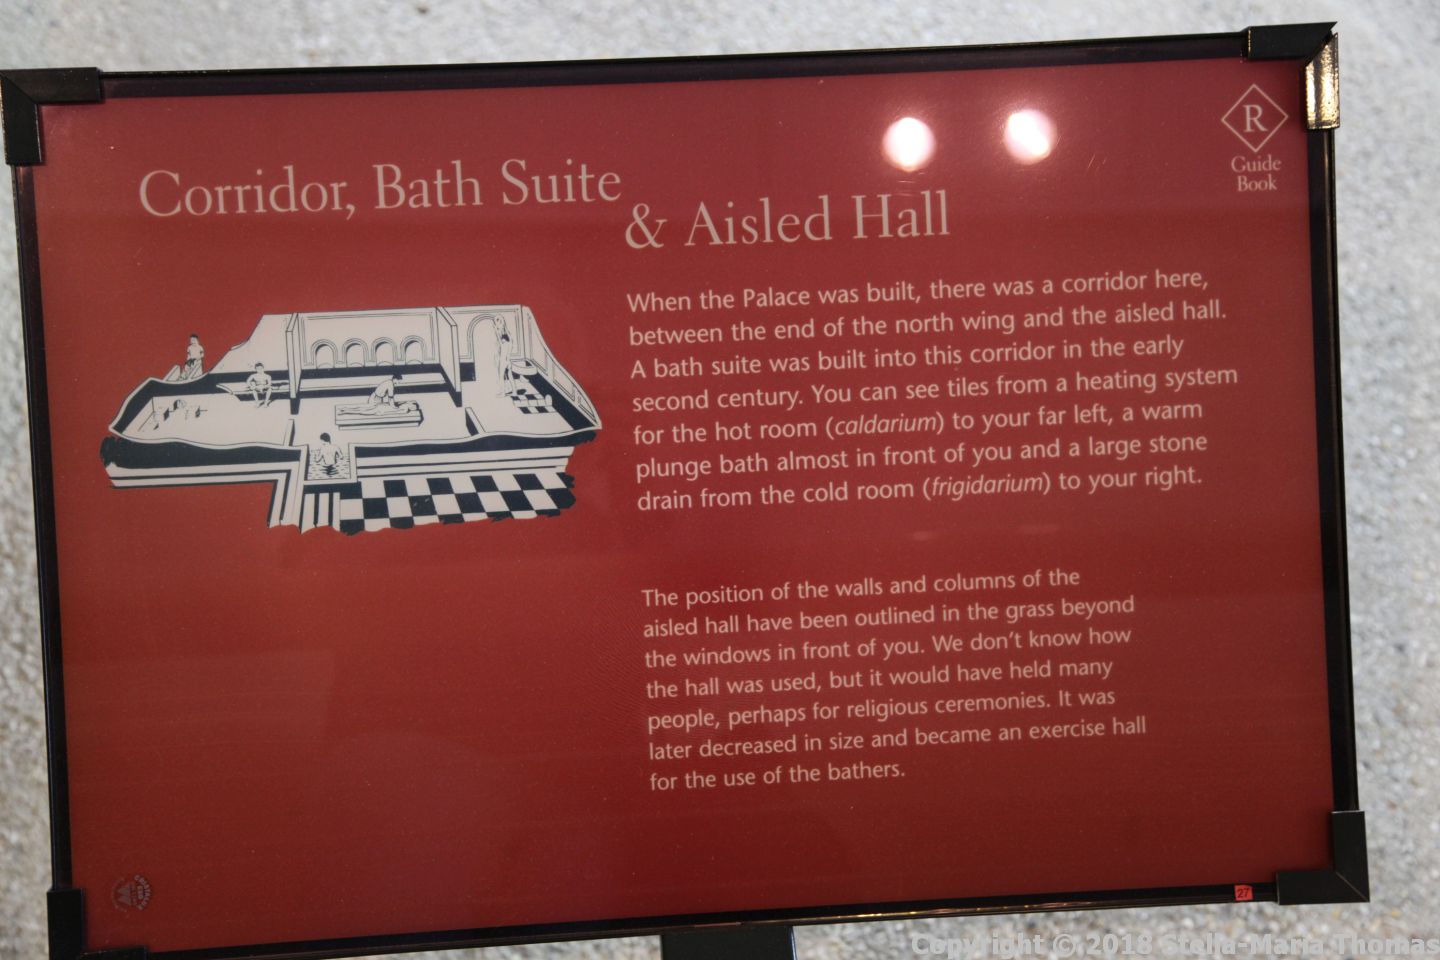 R
Guide
Book
Corridor, Bath Suite
& Aisled Hall
When the Palace was built, there was a corridor here,
between the end of the north wing and the aisled hall.
A bath suite was built into this corridor in the early
second century. You can see tiles from a heating system
for the hot room (caldarium) to your far left, a warm
plunge bath almost in front of you and a large stone
drain from the cold room (frigidarium) to your right.
The position of the walls and columns of the
aisled hall have been outlined in the grass beyond
the windows in front of you. We don't know how
the hall was used, but it would have held many
people, perhaps for religious ceremonies. It was
later decreased in size and became an exercise hall
for the use of the bathers.
27
Copyright © 2018 Stella-Maria Thomas